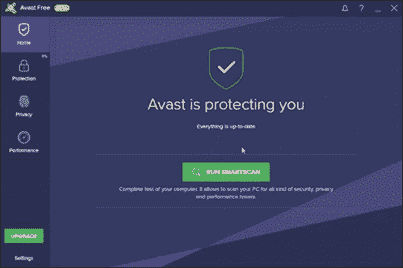 Avast Free
Home
Protection
Privacy
Performance
Avast is protecting you
Everything is up-to-date
RUN SMART SCAN
Complete test of your computer. It allows to scan your PC for all kind of security, privacy
and performance issues.
UPGRADE
Settings